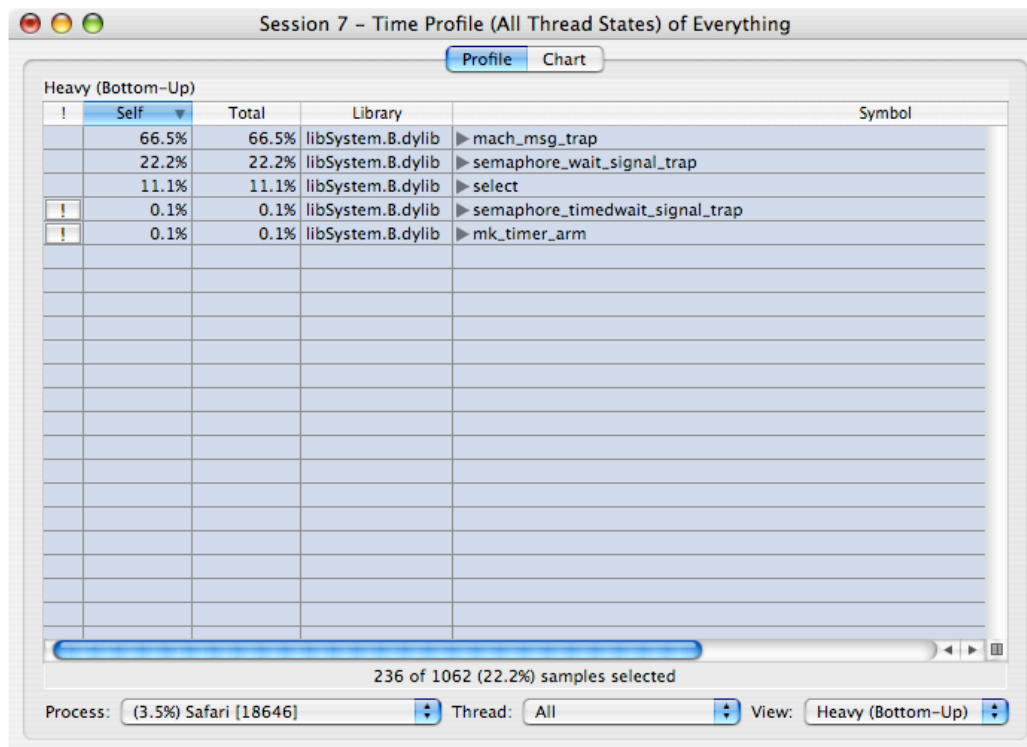 Session 7 – Time Profile (All Thread States) of Everything
Profile Chart
Heavy (Bottom-Up)
! Self Total Library Symbol
66.5% 66.5% libSystem.B.dylib mach_msg_trap
22.2% 22.2% libSystem.B.dylib semaphore_wait_signal_trap
11.1% 11.1% libSystem.B.dylib select
! 0.1% 0.1% libSystem.B.dylib semaphore_timedwait_signal_trap
! 0.1% 0.1% libSystem.B.dylib mk_timer_arm
236 of 1062 (22.2%) samples selected
Process: (3.5%) Safari [18646] Thread: All View: Heavy (Bottom-Up)